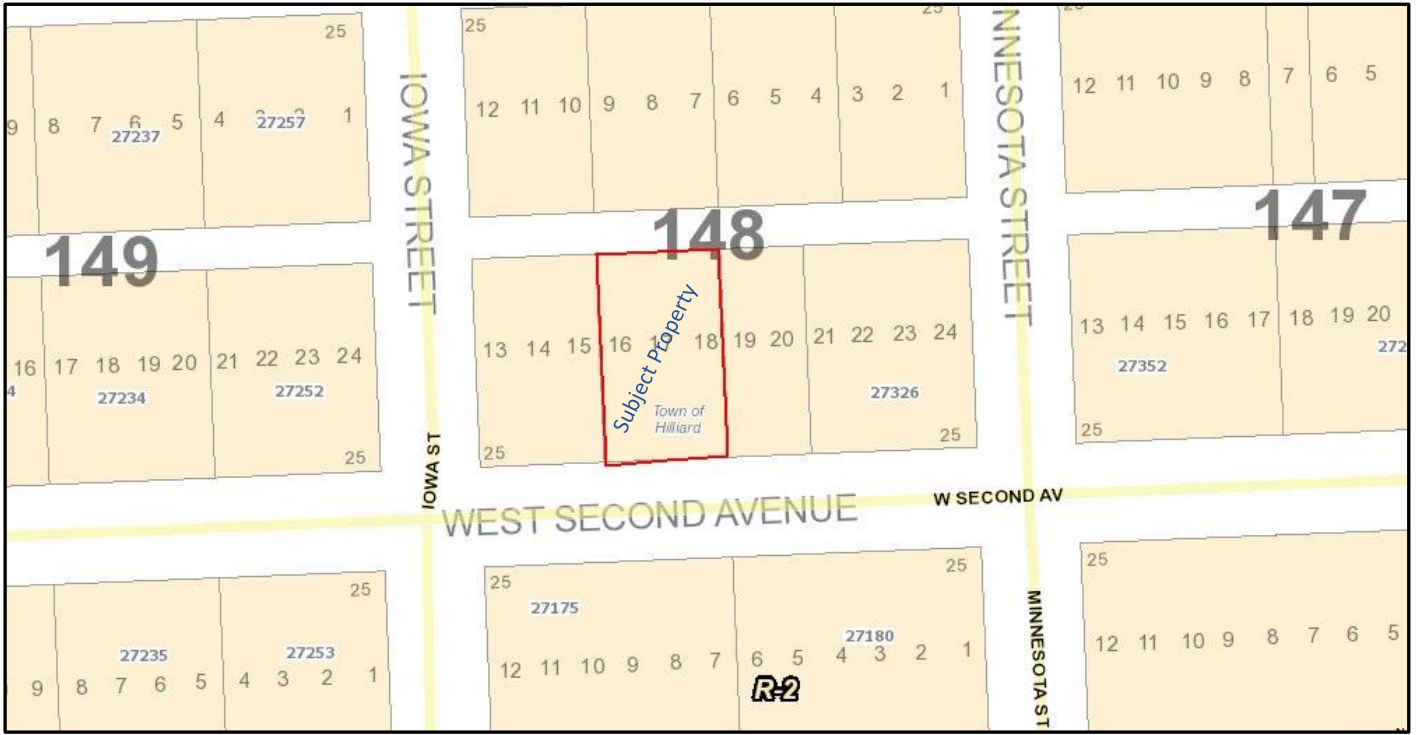 25
25
25
9 8 7 6 5 4 1
27237
27257
12 11 10 9 8 7 6 5 4 3 2 1
12 11 10 9 8 7 6 5
IOWA STREET
NNESOTA STREET
149
148
147
16 17 18 19 20 21 22 23 24
4
27234
27252
25
13 14 15 16 18 19 20 21 22 23 24
Subject Property
Town of
Hilliard
27326
25
25
13 14 15 16 17 18 19 20
27352
272
25
IOWA ST
WEST SECOND AVENUE
W SECOND AV
25
27235
27253
9 8 7 6 5 4 3 2 1
25
25
27175
27180
12 11 10 9 8 7 6 5 4 3 2 1
R-2
MINNESOTA ST
25
12 11 10 9 8 7 6 5